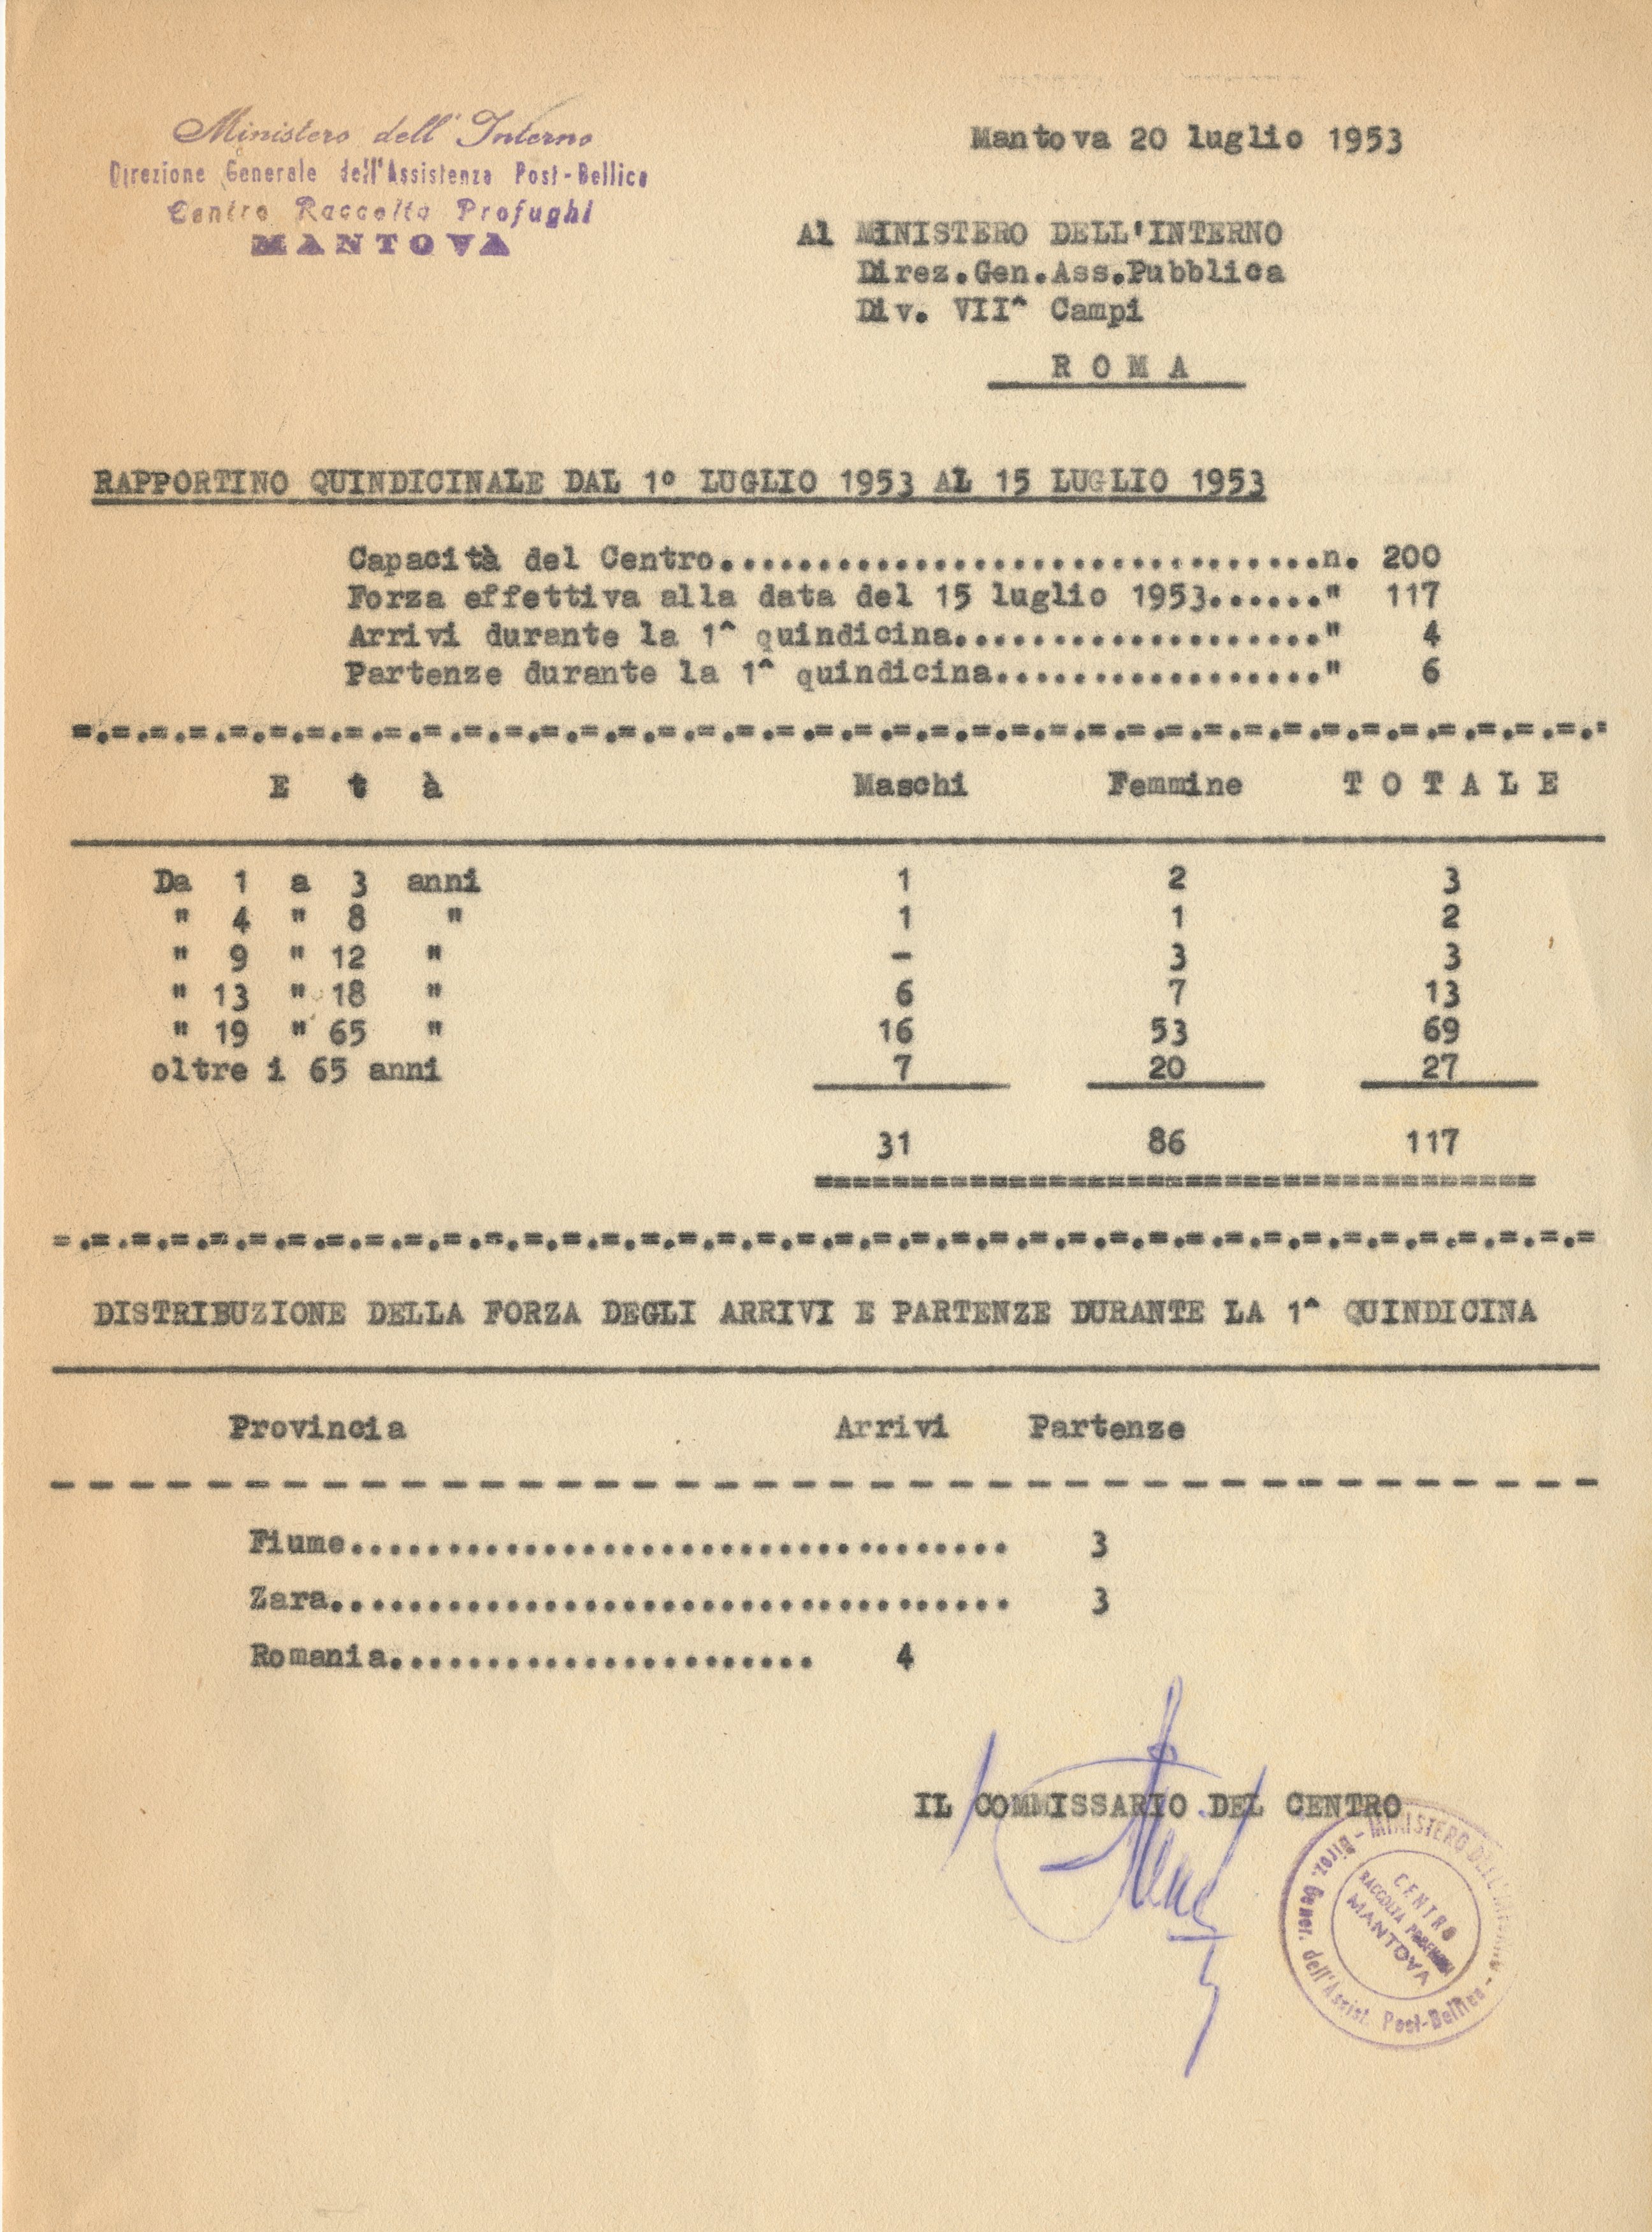 Ministero dell'Interno
Direzione Generale dell'Assistenza Post-Bellica
Centro Raccolta Profughi
MANTOVA
Mantova 20 luglio 1953
Al MINISTERO DELL'INTERNO
Direz.Gen.Ass.Pubblica
Div. VII^ Campi
R O M A
RAPPORTINO QUINDICINALE DAL 1° LUGLIO 1953 AL 15 LUGLIO 1953
Capacità del Centro...............................n. 200
Forza effettiva alla data del 15 luglio 1953......" 117
Arrivi durante la 1^ quindicina..................." 4
Partenze durante la 1^ quindicina................." 6
=.=.=.=.=.=.=.=.=.=.=.=.=.=.=.=.=.=.=.=.=.=.=.=.=.=.=.=.=.=.=.=.=.=.=.=.=.=.=.=.=
E t à Maschi Femmine T O T A L E
Da 1 a 3 anni 1 2 3
" 4 " 8 " 1 1 2
" 9 " 12 " - 3 3
" 13 " 18 " 6 7 13
" 19 " 65 " 16 53 69
oltre i 65 anni 7 20 27
31 86 117
=====================================
=.=.=.=.=.=.=.=.=.=.=.=.=.=.=.=.=.=.=.=.=.=.=.=.=.=.=.=.=.=.=.=.=.=.=.=.=.=.=.=.=
DISTRIBUZIONE DELLA FORZA DEGLI ARRIVI E PARTENZE DURANTE LA 1^ QUINDICINA
Provincia Arrivi Partenze
- - - - - - - - - - - - - - - - - - - - - - - - - - - - - - - - - - - - - - - -
Fiume.................................. 3
Zara................................... 3
Romania...................... 4
IL COMMISSARIO DEL CENTRO
- MINISTERO DELL'INTERNO - Direz. Gener. dell'Assist. Post-Bellica
CENTRO
RACCOLTA PROFUGHI
MANTOVA